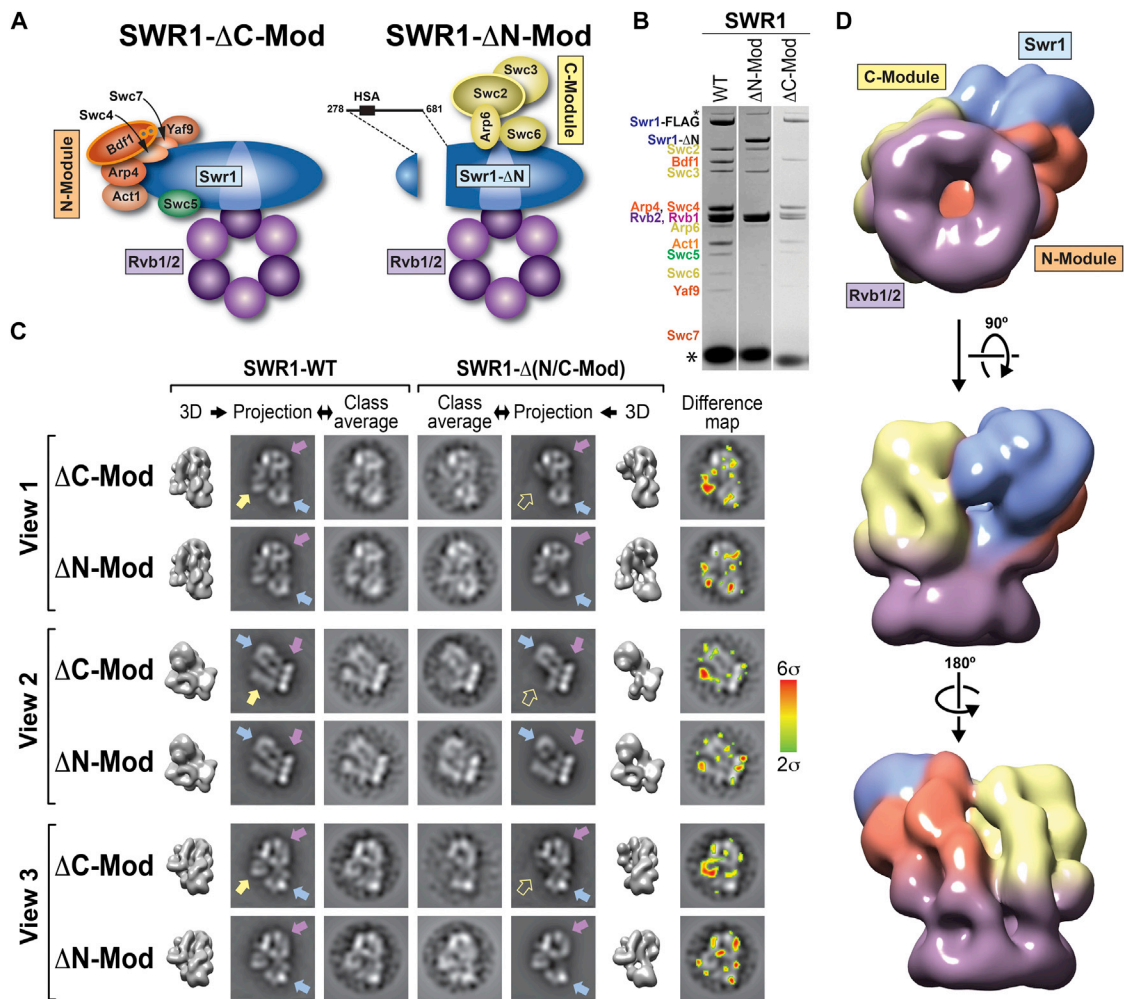 A
SWR1-ΔC-Mod
SWR1-ΔN-Mod
Swc7
Swc4
Bdf1
Yaf9
Arp4
Act1
Swc5
Swr1
N-Module
Rvb1/2
278
HSA
681
Swc3
Swc2
Arp6
Swc6
C-Module
Swr1-ΔN
Rvb1/2
B
SWR1
WT
ΔN-Mod
ΔC-Mod
*
Swr1-FLAG
Swr1-ΔN
Swc2
Bdf1
Swc3
Arp4, Swc4
Rvb2, Rvb1
Arp6
Act1
Swc5
Swc6
Yaf9
Swc7
*
C
SWR1-WT
SWR1-Δ(N/C-Mod)
3D
Projection
Class
average
Class
average
Projection
3D
Difference
map
View 1
ΔC-Mod
ΔN-Mod
View 2
ΔC-Mod
ΔN-Mod
View 3
ΔC-Mod
ΔN-Mod
6σ
2σ
D
Swr1
C-Module
N-Module
Rvb1/2
90º
180º